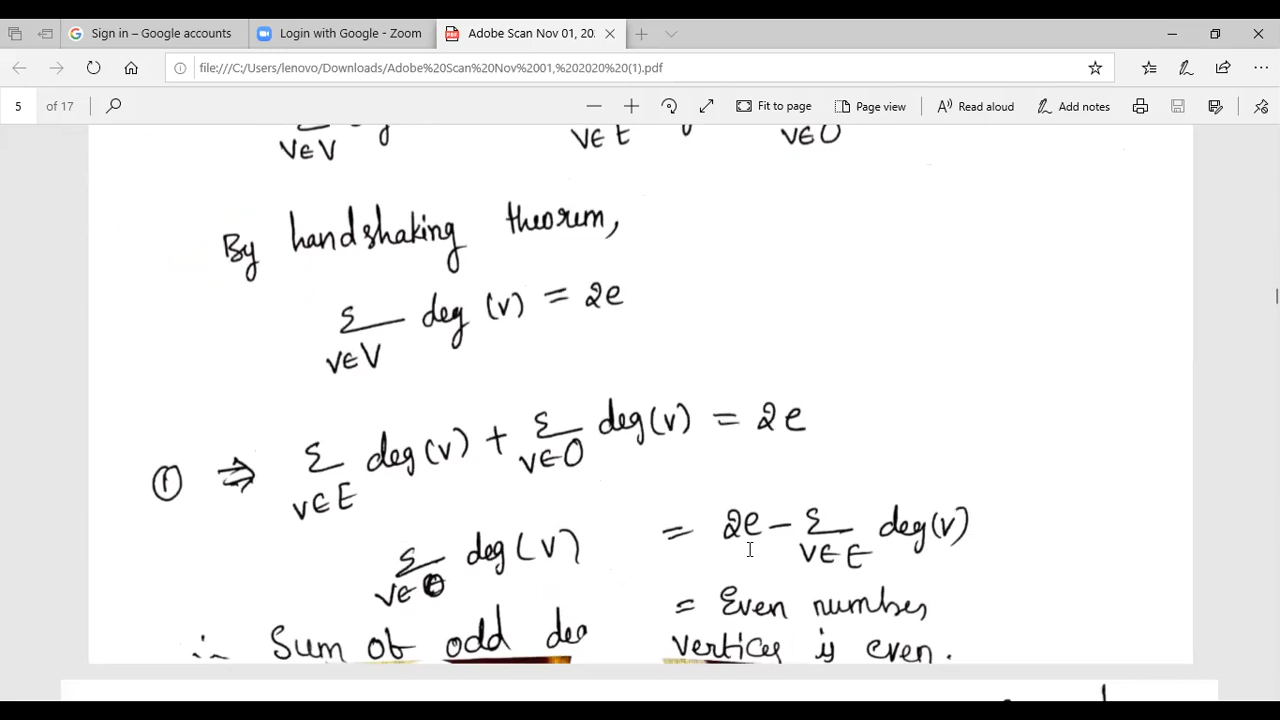 Sign in – Google accounts
Login with Google - Zoom
Adobe Scan Nov 01, 202
file:///C:/Users/lenovo/Downloads/Adobe%20Scan%20Nov%2001,%202020%20(1).pdf
5 of 17
Fit to page
Page view
Read aloud
Add notes
V∈V V∈E V∈O
By handshaking theorem,
Σ deg (v) = 2e
V∈V
① ⇒ Σ deg(v) + Σ deg(v) = 2e
V∈E V∈O
Σ deg(v) = 2e − Σ deg(v)
V∈O V∈E
= Even number,
∴ Sum of odd deg vertices is even.